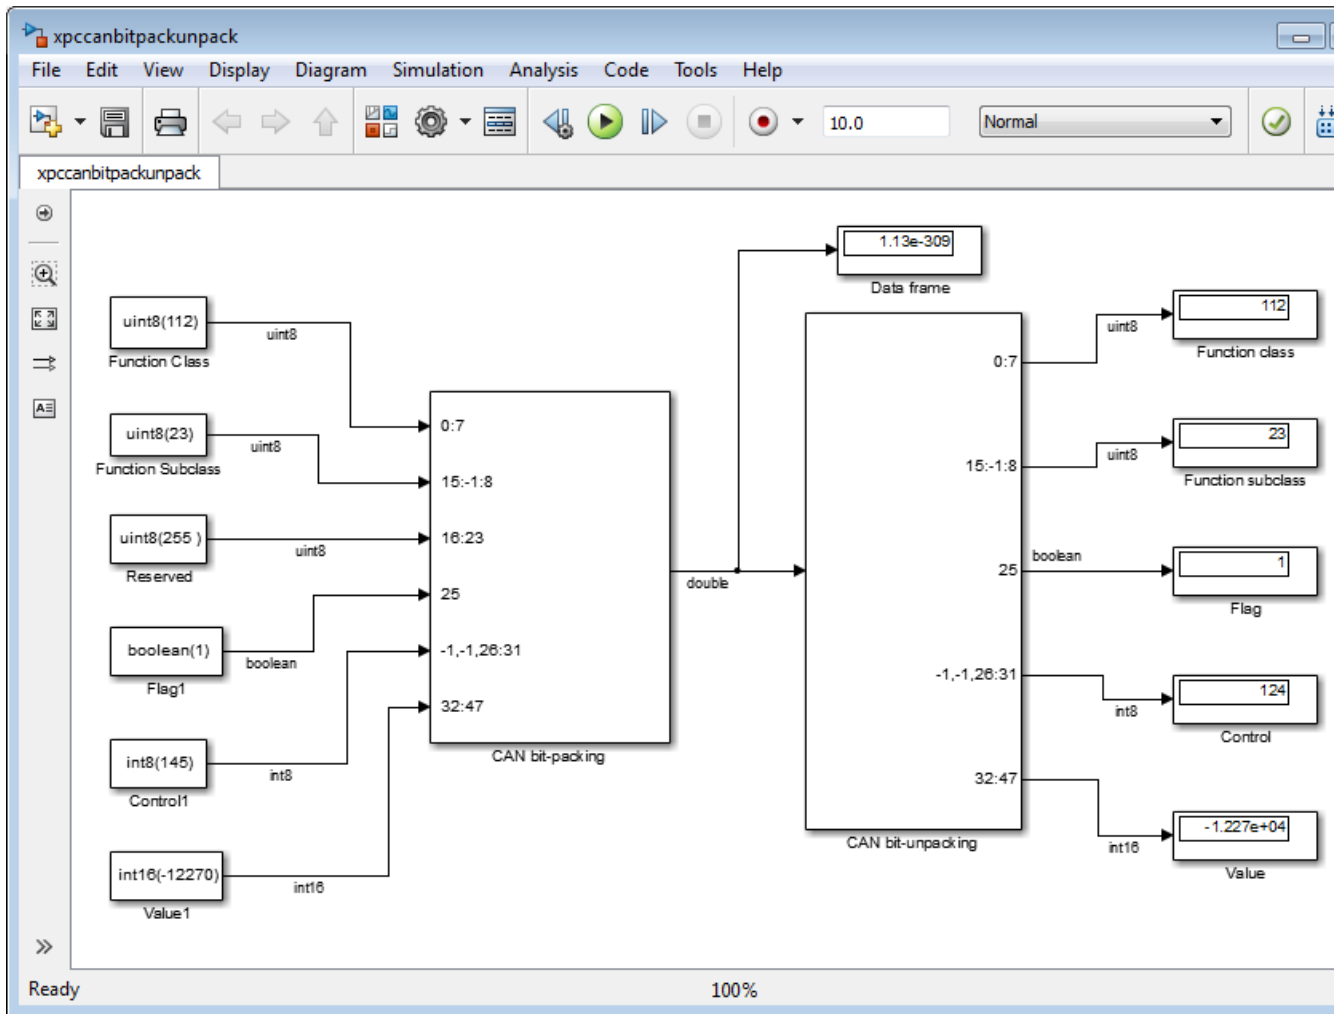 xpccanbitpackunpack
File Edit View Display Diagram Simulation Analysis Code Tools Help
10.0 Normal
xpccanbitpackunpack
1.13e-309
Data frame
uint8(112)
uint8
Function Class
uint8(23)
uint8
Function Subclass
uint8(255 )
uint8
Reserved
boolean(1)
boolean
Flag1
int8(145)
int8
Control1
int16(-12270)
int16
Value1
0:7
15:-1:8
16:23
25
-1,-1,26:31
32:47
CAN bit-packing
double
0:7
15:-1:8
25
-1,-1,26:31
32:47
CAN bit-unpacking
uint8
112
Function class
uint8
23
Function subclass
boolean
1
Flag
int8
124
Control
int16
-1.227e+04
Value
Ready 100%